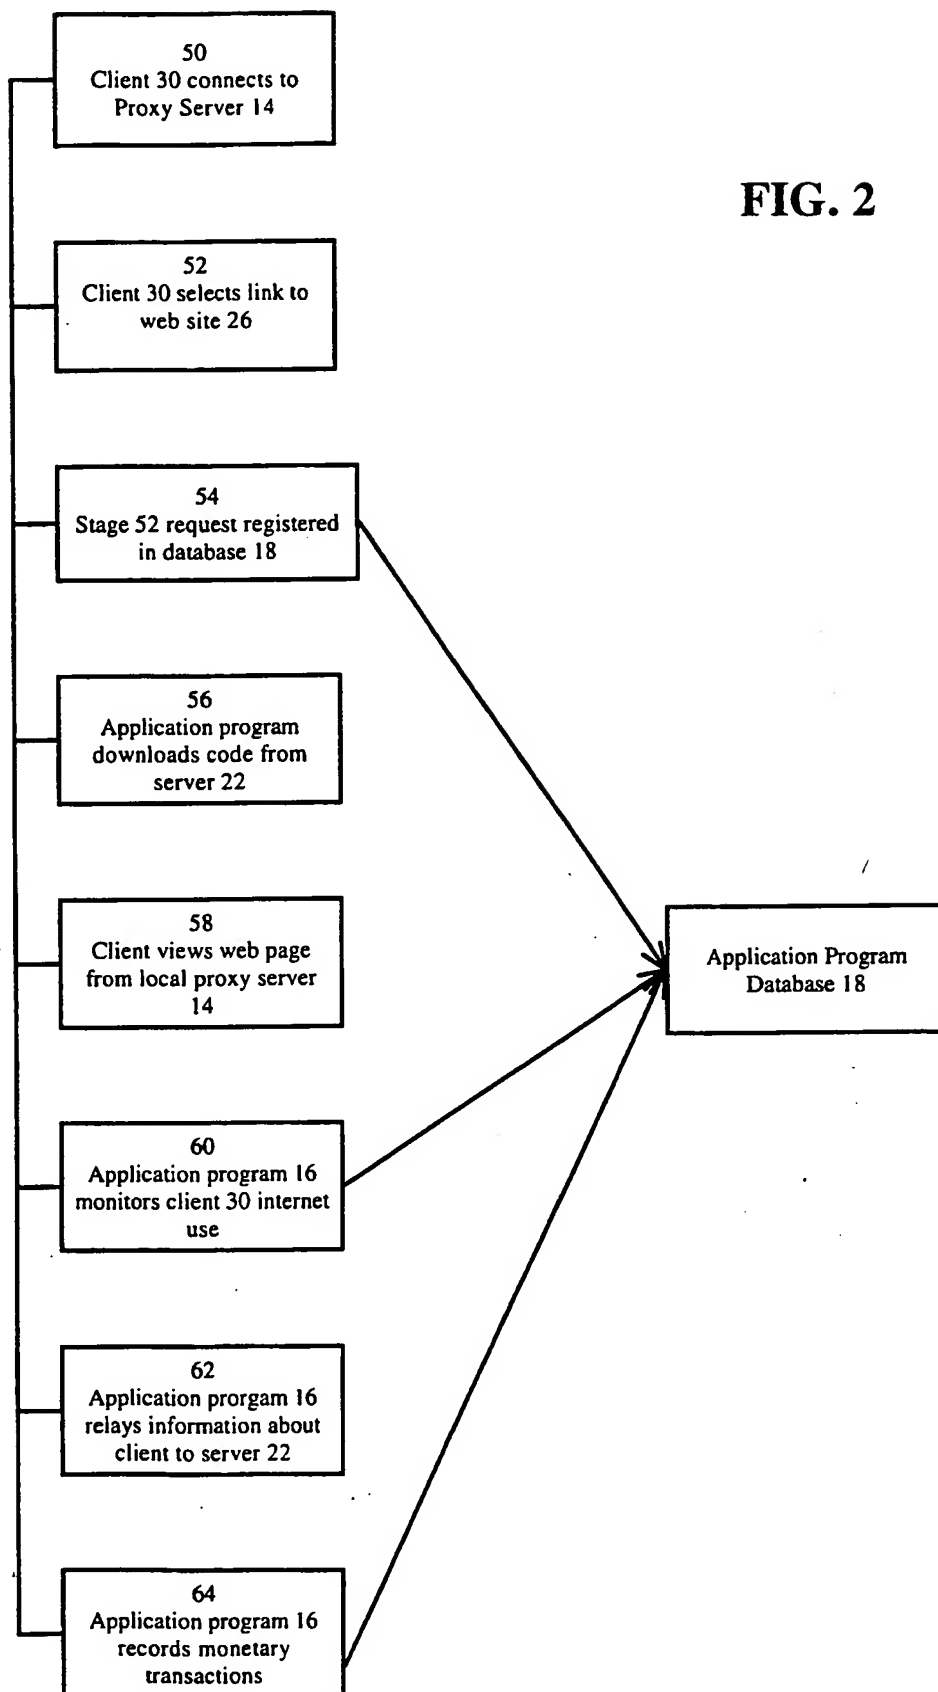 50
Client 30 connects to
Proxy Server 14
FIG. 2
52
Client 30 selects link to
web site 26
54
Stage 52 request registered
in database 18
56
Application program
downloads code from
server 22
58
Client views web page
from local proxy server
14
Application Program
Database 18
60
Application program 16
monitors client 30 internet
use
62
Application prorgam 16
relays information about
client to server 22
64
Application program 16
records monetary
transactions